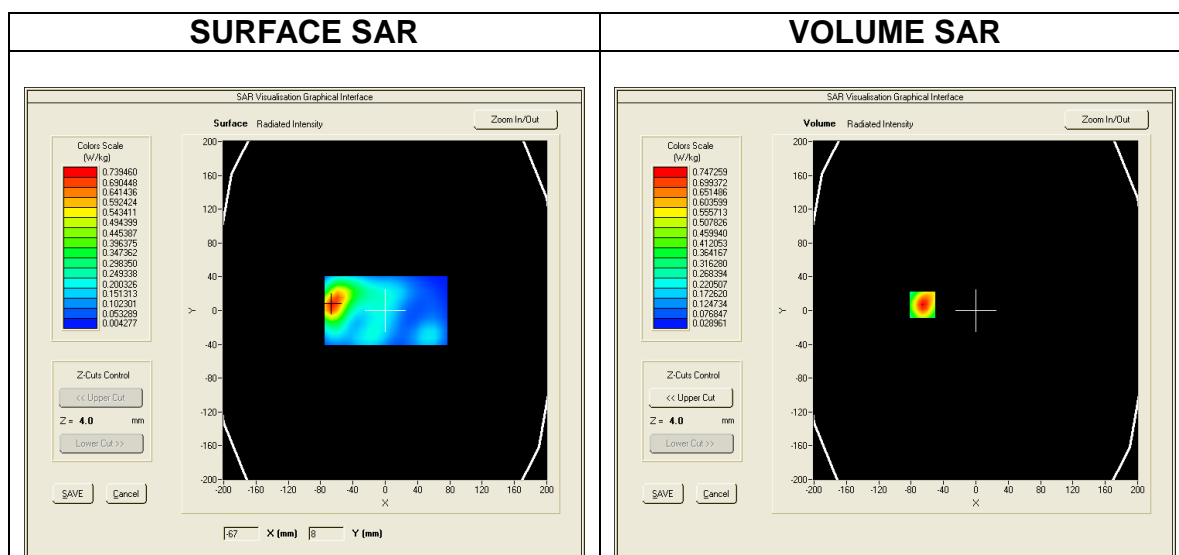 SURFACE SAR
VOLUME SAR
SAR Visualisation Graphical Interface
Surface Radiated Intensity
Zoom In/Out
Colors Scale
(W/kg)
0.739460
0.690448
0.641436
0.592424
0.543411
0.494399
0.445387
0.396375
0.347362
0.298350
0.249338
0.200326
0.151313
0.102301
0.053289
0.004277
200
160
120
80
40
0
-40
-80
-120
-160
-200
Y
-200 -160 -120 -80 -40 0 40 80 120 160 200
X
Z-Cuts Control
<< Upper Cut
Z = 4.0 mm
Lower Cut >>
SAVE Cancel
-67 X (mm) 8 Y (mm)
SAR Visualisation Graphical Interface
Volume Radiated Intensity
Zoom In/Out
Colors Scale
(W/kg)
0.747259
0.699372
0.651486
0.603599
0.555713
0.507826
0.459940
0.412053
0.364167
0.316280
0.268394
0.220507
0.172620
0.124734
0.076847
0.028961
200
160
120
80
40
0
-40
-80
-120
-160
-200
Y
-200 -160 -120 -80 -40 0 40 80 120 160 200
X
Z-Cuts Control
<< Upper Cut
Z = 4.0 mm
Lower Cut >>
SAVE Cancel